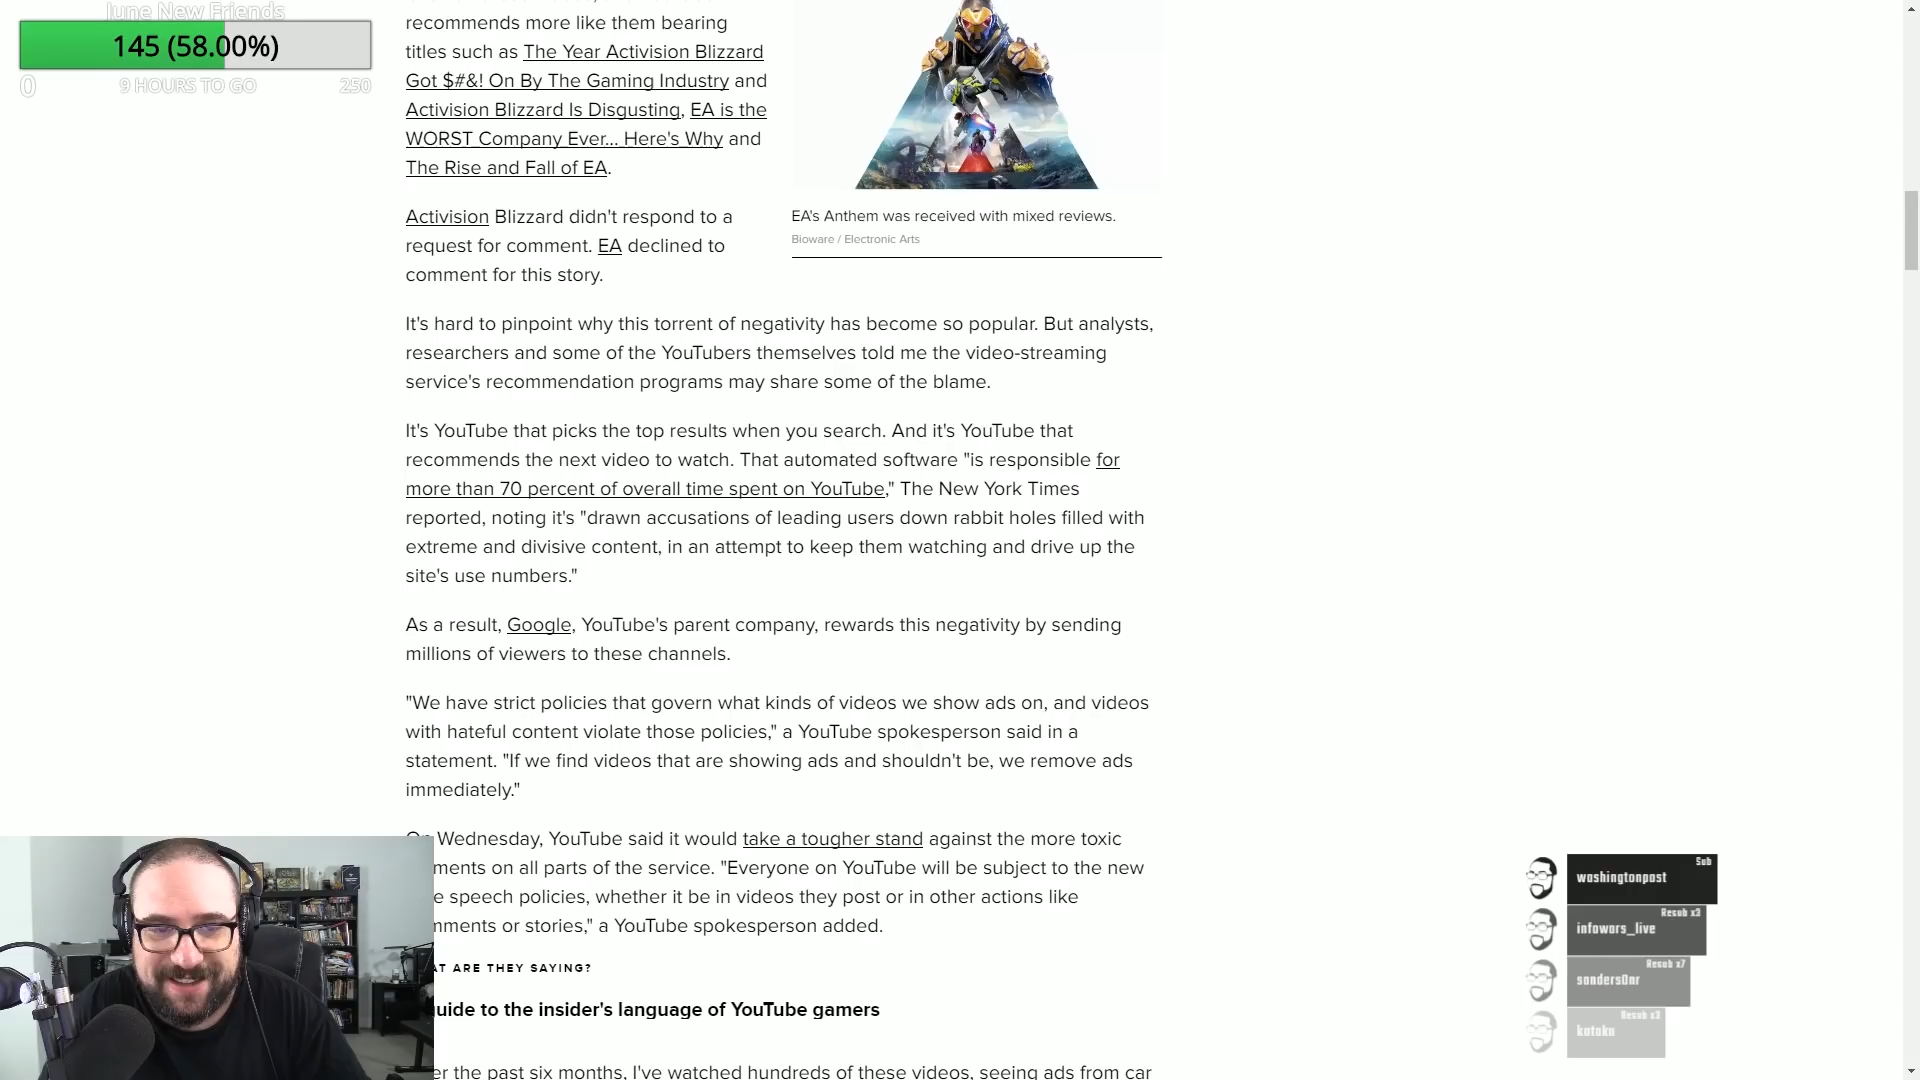 June New Friends
145 (58.00%)
0
9 HOURS TO GO
250
recommends more like them bearing
titles such as The Year Activision Blizzard
Got $#&! On By The Gaming Industry and
Activision Blizzard Is Disgusting, EA is the
WORST Company Ever... Here's Why and
The Rise and Fall of EA.
Activision Blizzard didn't respond to a
request for comment. EA declined to
comment for this story.
EA's Anthem was received with mixed reviews.
Bioware / Electronic Arts
It's hard to pinpoint why this torrent of negativity has become so popular. But analysts,
researchers and some of the YouTubers themselves told me the video-streaming
service's recommendation programs may share some of the blame.
It's YouTube that picks the top results when you search. And it's YouTube that
recommends the next video to watch. That automated software "is responsible for
more than 70 percent of overall time spent on YouTube," The New York Times
reported, noting it's "drawn accusations of leading users down rabbit holes filled with
extreme and divisive content, in an attempt to keep them watching and drive up the
site's use numbers."
As a result, Google, YouTube's parent company, rewards this negativity by sending
millions of viewers to these channels.
"We have strict policies that govern what kinds of videos we show ads on, and videos
with hateful content violate those policies," a YouTube spokesperson said in a
statement. "If we find videos that are showing ads and shouldn't be, we remove ads
immediately."
Wednesday, YouTube said it would take a tougher stand against the more toxic
ments on all parts of the service. "Everyone on YouTube will be subject to the new
e speech policies, whether it be in videos they post or in other actions like
mments or stories," a YouTube spokesperson added.
AT ARE THEY SAYING?
guide to the insider's language of YouTube gamers
er the past six months, I've watched hundreds of these videos, seeing ads from car
Sub
washingtonpost
Resub x3
infowars_live
Resub x7
sanders0nr
Resub x3
kataku